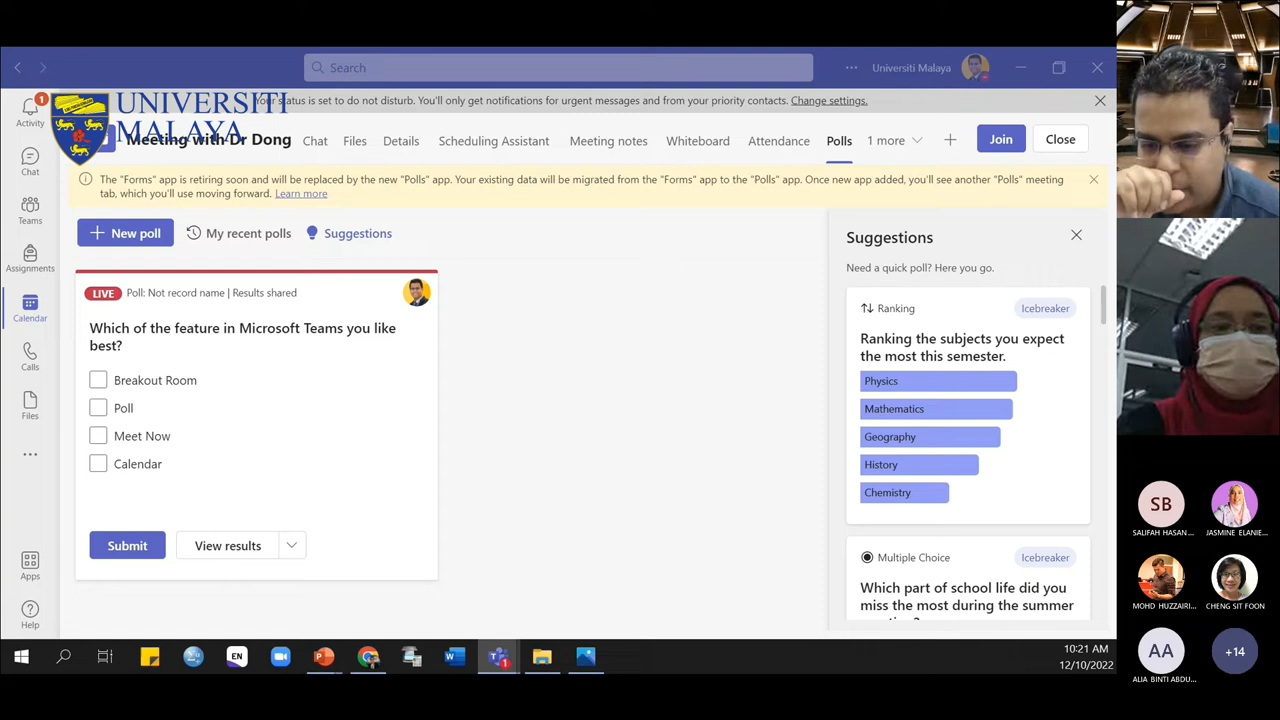 Search
Universiti Malaya
UNIVERSITI
MALAYA
Your status is set to do not disturb. You'll only get notifications for urgent messages and from your priority contacts. Change settings.
1
Activity
Chat
Teams
Assignments
Calendar
Calls
Files
Apps
Help
Meeting with Dr Dong
Chat
Files
Details
Scheduling Assistant
Meeting notes
Whiteboard
Attendance
Polls
1 more
Join
Close
The "Forms" app is retiring soon and will be replaced by the new "Polls" app. Your existing data will be migrated from the "Forms" app to the "Polls" app. Once new app added, you'll see another "Polls" meeting
tab, which you'll use moving forward. Learn more
New poll
My recent polls
Suggestions
LIVE
Poll: Not record name | Results shared
Which of the feature in Microsoft Teams you like
best?
Breakout Room
Poll
Meet Now
Calendar
Submit
View results
Suggestions
Need a quick poll? Here you go.
Ranking
Icebreaker
Ranking the subjects you expect
the most this semester.
Physics
Mathematics
Geography
History
Chemistry
Multiple Choice
Icebreaker
Which part of school life did you
miss the most during the summer
SB
SALIFAH HASAN...
JASMINE ELANIE...
MOHD HUZZAIRI...
CHENG SIT FOON
AA
ALIA BINTI ABDU...
+14
EN
1
10:21 AM
12/10/2022